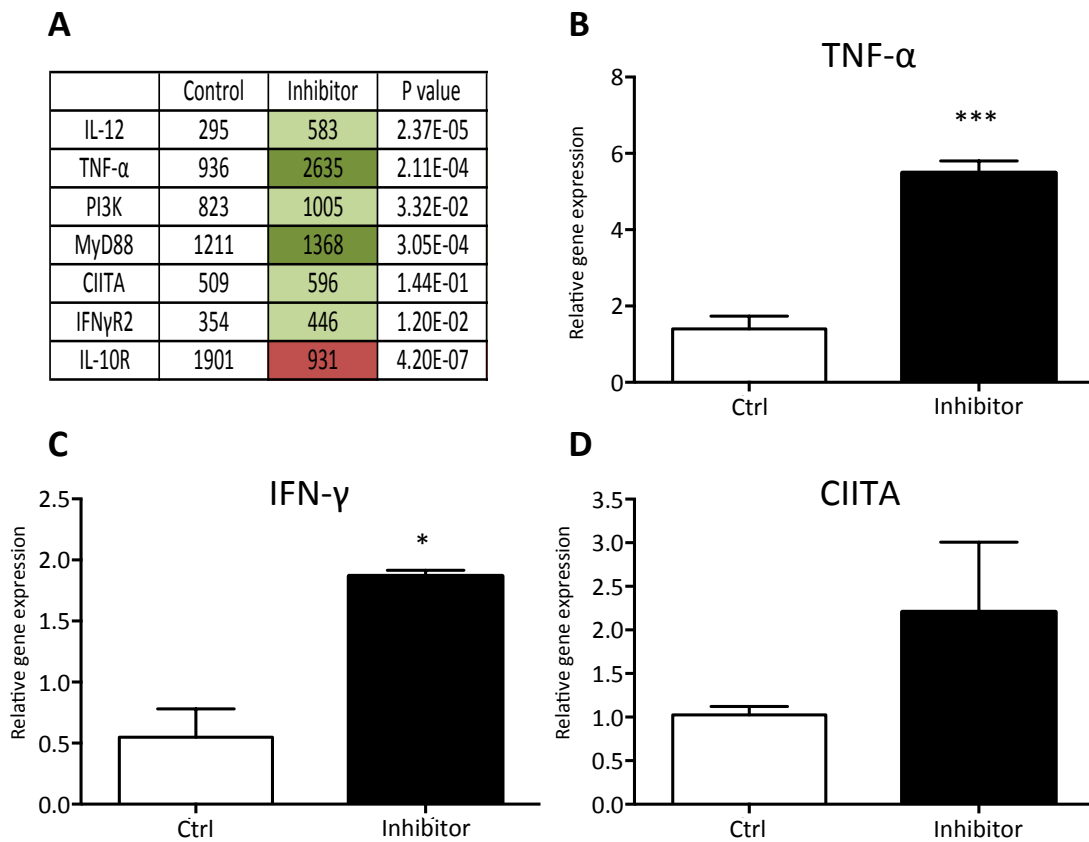 A
Control Inhibitor P value
IL-12 295 583 2.37E-05
TNF-α 936 2635 2.11E-04
PI3K 823 1005 3.32E-02
MyD88 1211 1368 3.05E-04
CIITA 509 596 1.44E-01
IFNγR2 354 446 1.20E-02
IL-10R 1901 931 4.20E-07
B
TNF-α
Relative gene expression
8
6
4
2
0
***
Ctrl Inhibitor
C
IFN-γ
Relative gene expression
2.5
2.0
1.5
1.0
0.5
0.0
*
Ctrl Inhibitor
D
CIITA
Relative gene expression
3.5
3.0
2.5
2.0
1.5
1.0
0.5
0.0
Ctrl Inhibitor